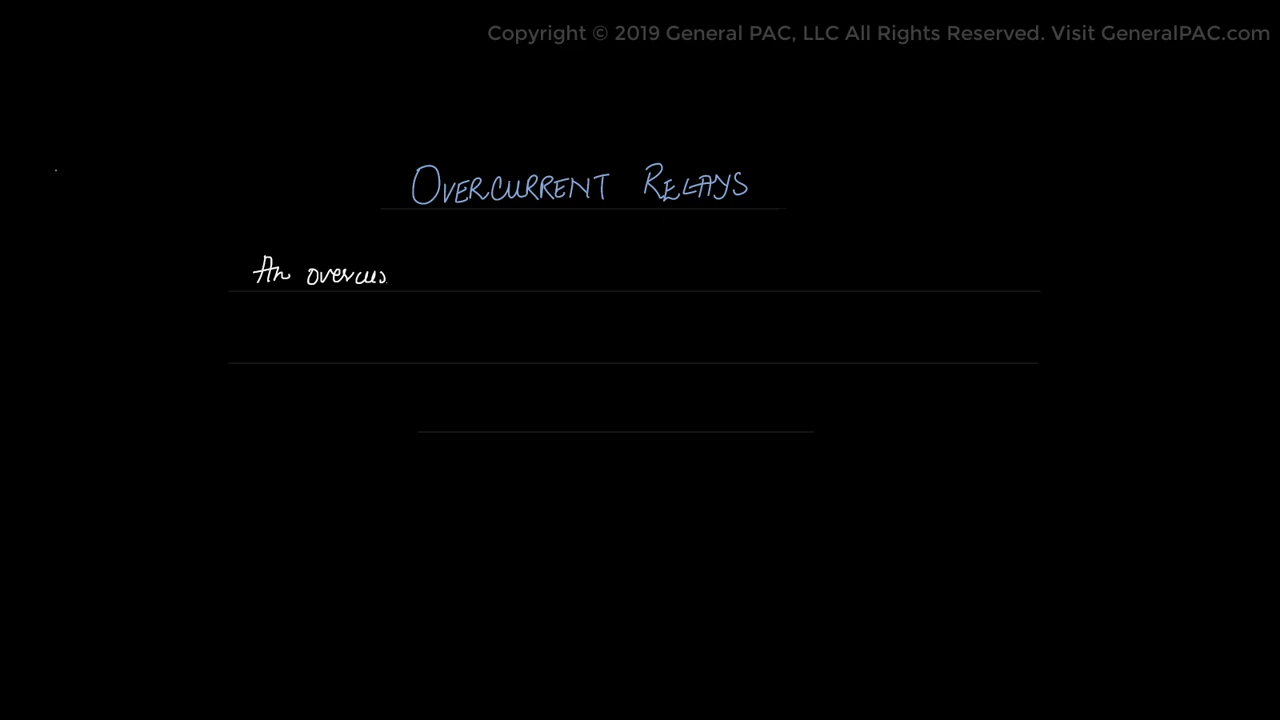 Copyright © 2019 General PAC, LLC All Rights Reserved. Visit GeneralPAC.com
OVERCURRENT RELAYS
An